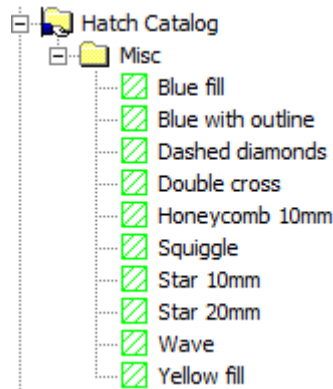 Hatch Catalog
Misc
Blue fill
Blue with outline
Dashed diamonds
Double cross
Honeycomb 10mm
Squiggle
Star 10mm
Star 20mm
Wave
Yellow fill